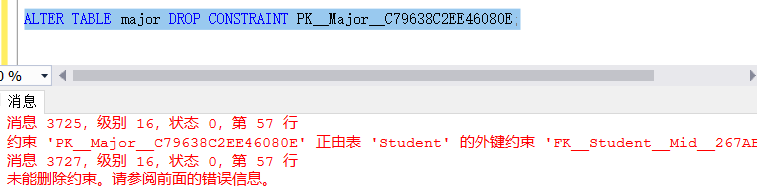 ALTER TABLE major DROP CONSTRAINT PK__Major__C79638C2EE46080E;
0 %
消息
消息 3725，级别 16，状态 0，第 57 行
约束 'PK__Major__C79638C2EE46080E' 正由表 'Student' 的外键约束 'FK__Student__Mid__267AB
消息 3727，级别 16，状态 0，第 57 行
未能删除约束。请参阅前面的错误信息。